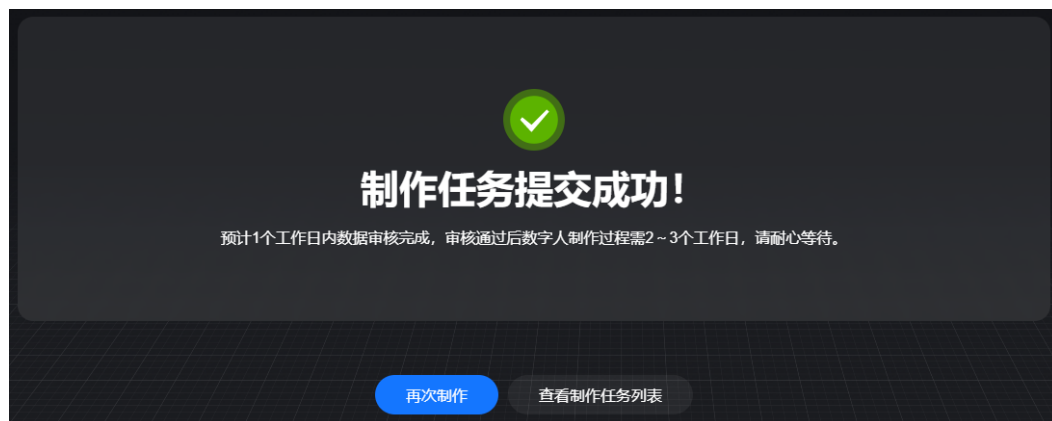 制作任务提交成功！
预计1个工作日内数据审核完成，审核通过后数字人制作过程需2～3个工作日，请耐心等待。
再次制作
查看制作任务列表